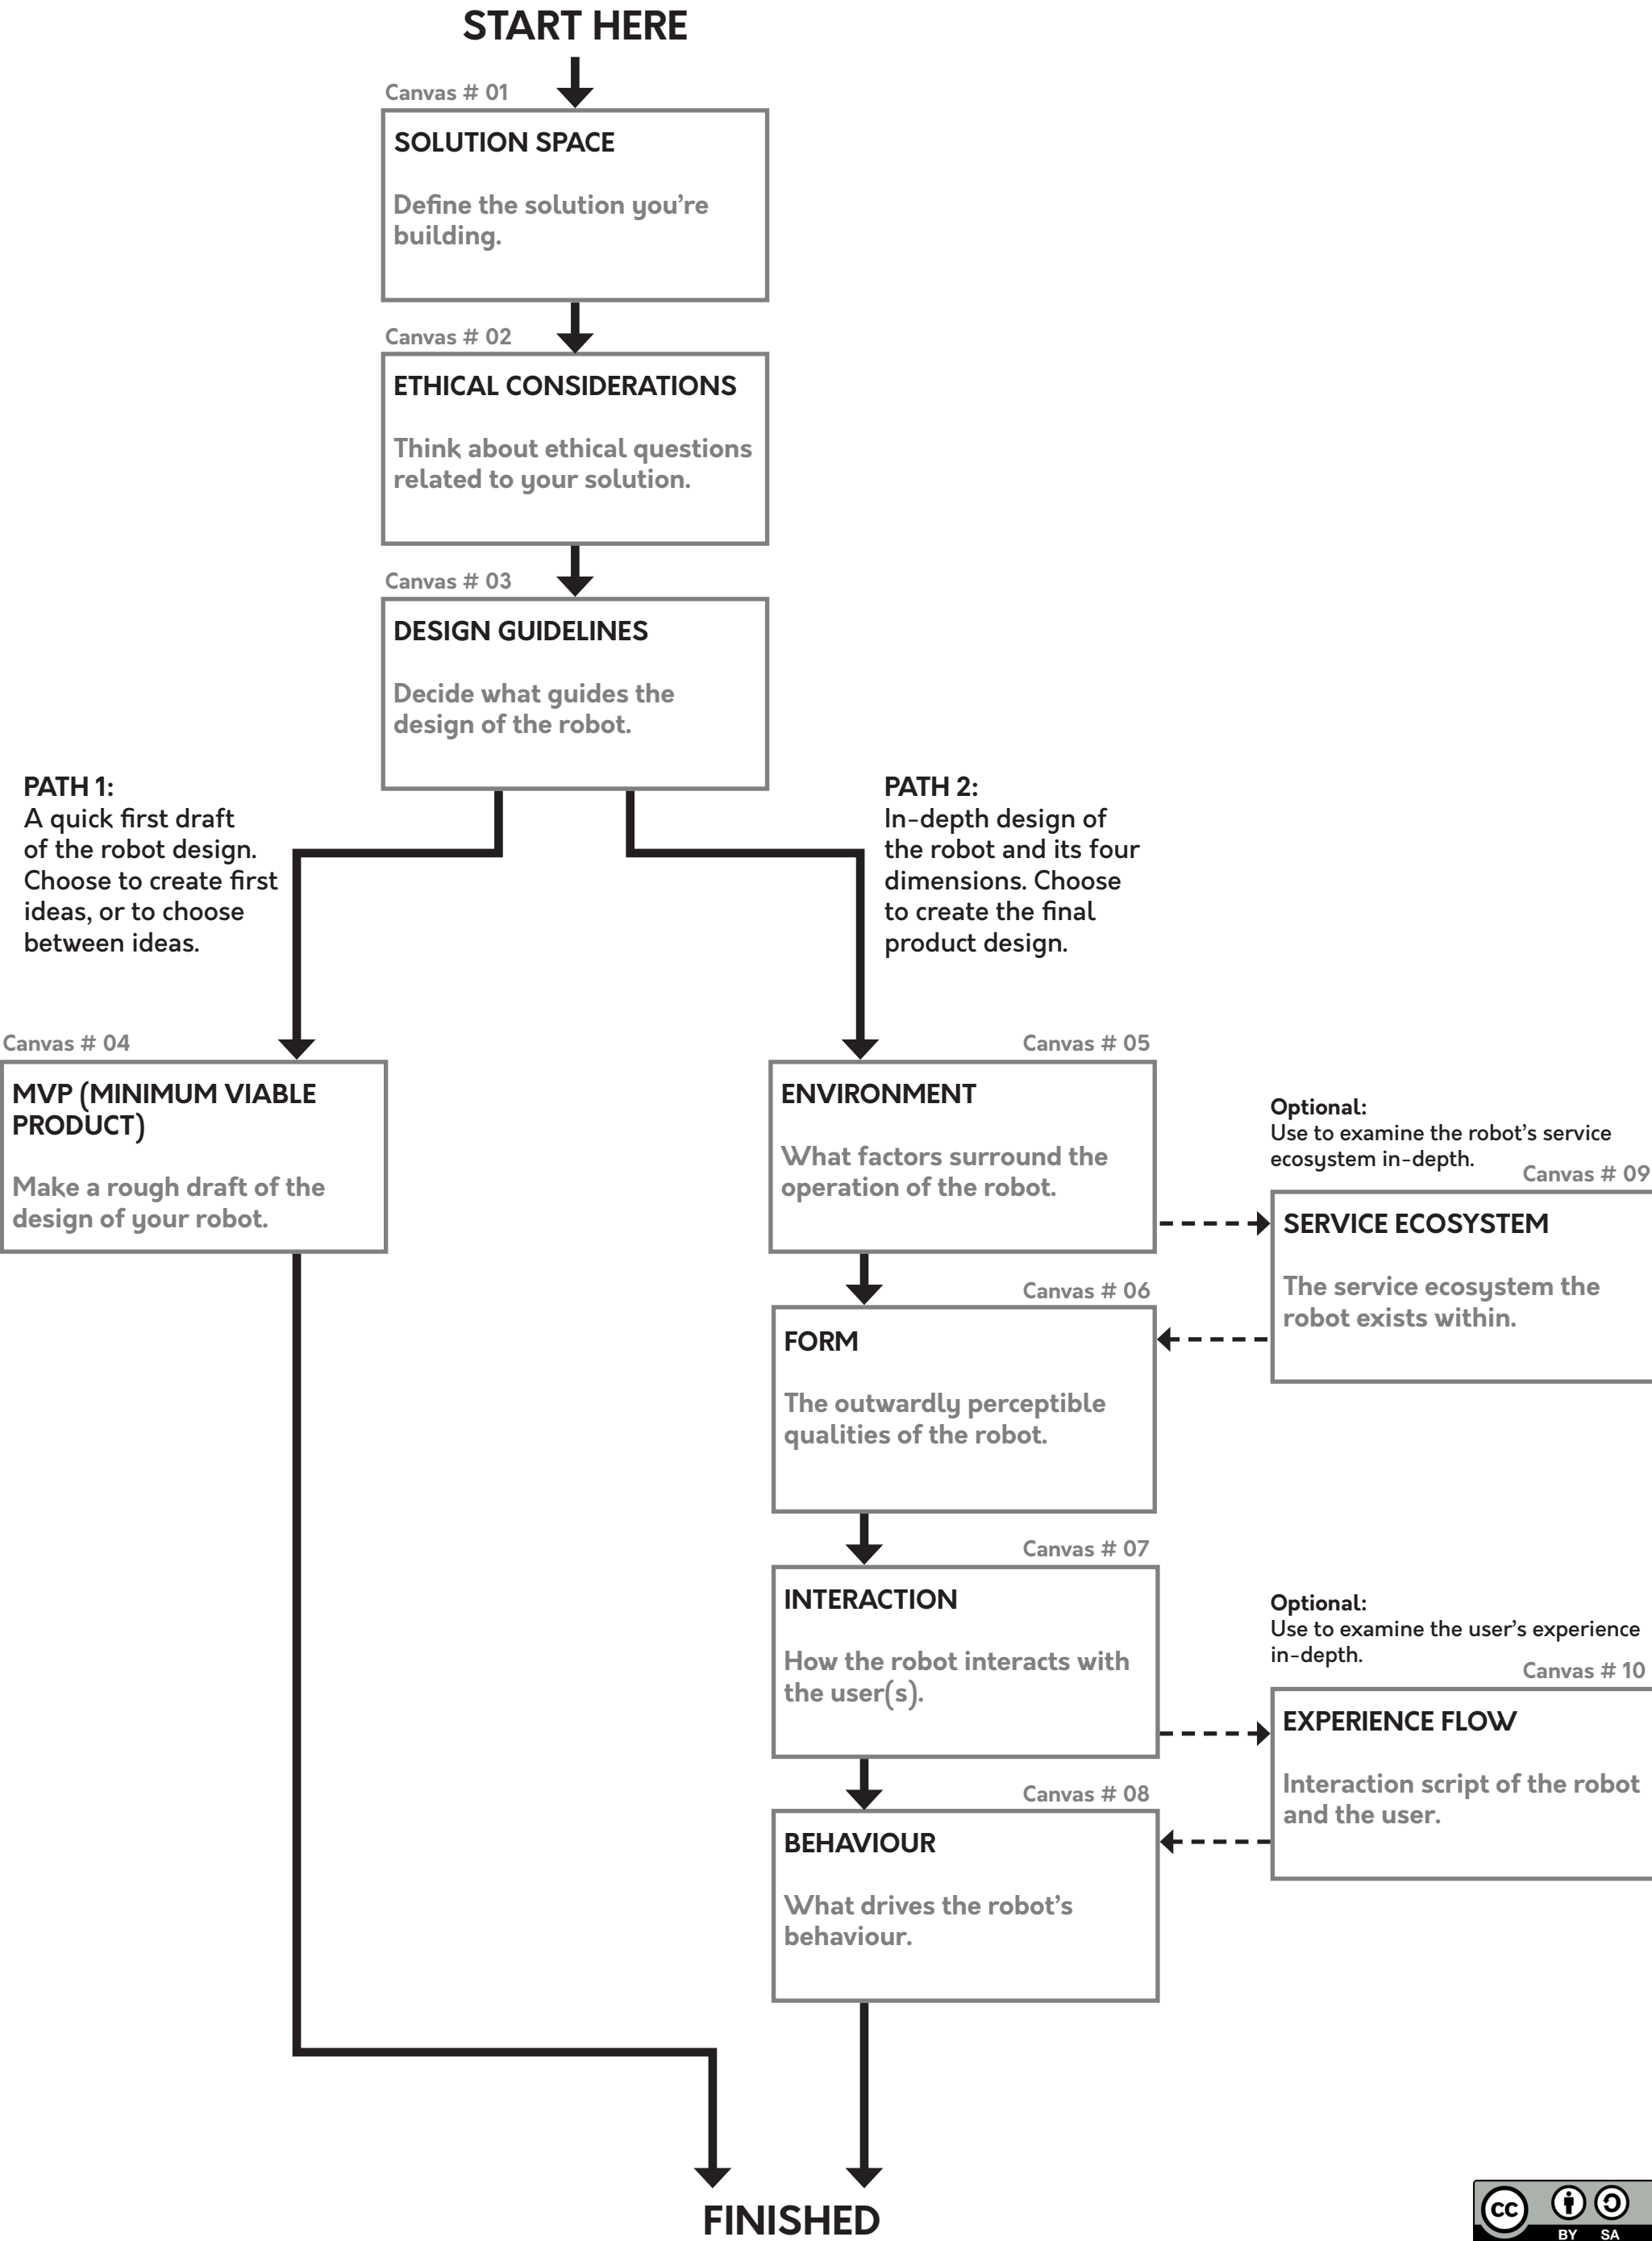 START HERE
Canvas # 01
SOLUTION SPACE
Define the solution you’re
building.
Canvas # 02
ETHICAL CONSIDERATIONS
Think about ethical questions
related to your solution.
Canvas # 03
DESIGN GUIDELINES
Decide what guides the
design of the robot.
PATH 1:
A quick first draft
of the robot design.
Choose to create first
ideas, or to choose
between ideas.
PATH 2:
In-depth design of
the robot and its four
dimensions. Choose
to create the final
product design.
Canvas # 04
MVP (MINIMUM VIABLE
PRODUCT)
Make a rough draft of the
design of your robot.
Canvas # 05
ENVIRONMENT
What factors surround the
operation of the robot.
Optional:
Use to examine the robot’s service
ecosystem in-depth.
Canvas # 09
SERVICE ECOSYSTEM
The service ecosystem the
robot exists within.
Canvas # 06
FORM
The outwardly perceptible
qualities of the robot.
Canvas # 07
INTERACTION
How the robot interacts with
the user(s).
Optional:
Use to examine the user’s experience
in-depth.
Canvas # 10
EXPERIENCE FLOW
Interaction script of the robot
and the user.
Canvas # 08
BEHAVIOUR
What drives the robot’s
behaviour.
FINISHED
cc
BY SA